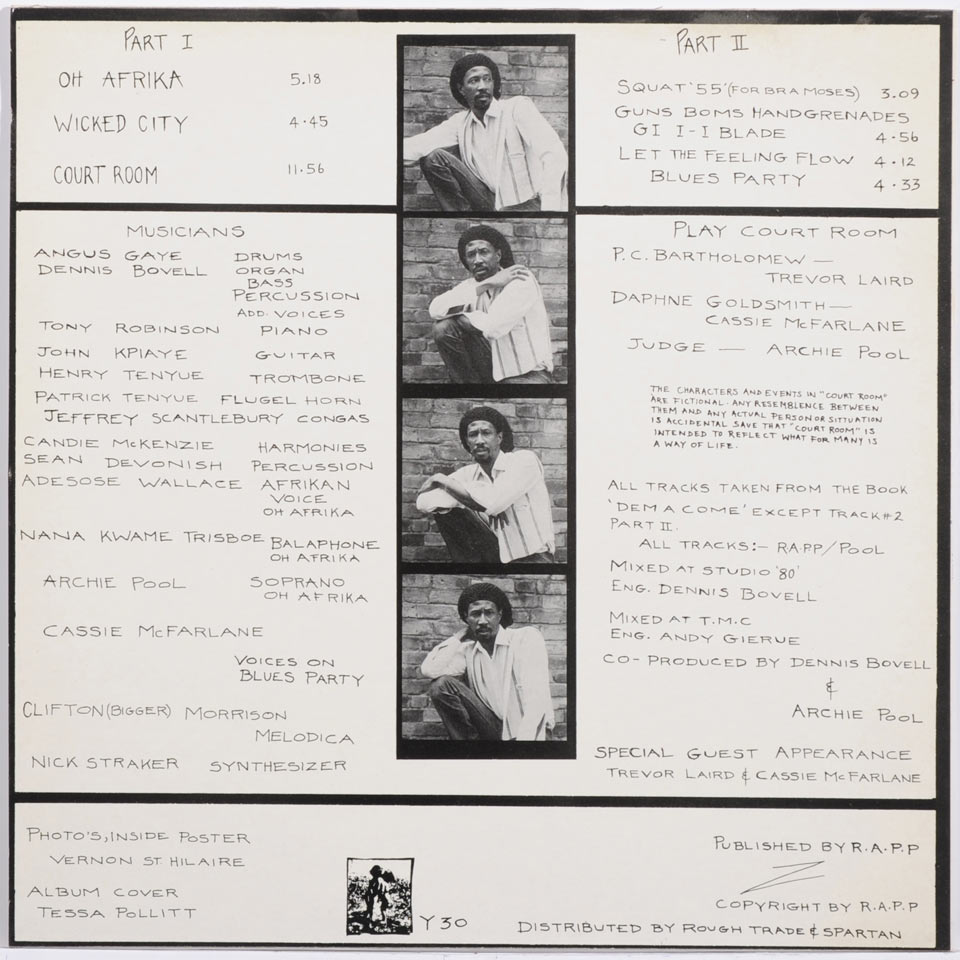 PART I
OH AFRIKA 5.18
WICKED CITY 4.45
COURT ROOM 11.56
PART II
SQUAT '55' (FOR BRA MOSES) 3.09
GUNS BOMS HANDGRENADES
GI I-I BLADE 4.56
LET THE FEELING FLOW 4.12
BLUES PARTY 4.33
MUSICIANS
ANGUS GAYE DRUMS
DENNIS BOVELL ORGAN
BASS
PERCUSSION
ADD. VOICES
TONY ROBINSON PIANO
JOHN KPIAYE GUITAR
HENRY TENYUE TROMBONE
PATRICK TENYUE FLUGEL HORN
JEFFREY SCANTLEBURY CONGAS
CANDIE McKENZIE HARMONIES
SEAN DEVONISH PERCUSSION
ADESOSE WALLACE AFRIKAN
VOICE
OH AFRIKA
NANA KWAME TRISBOE BALAPHONE
OH AFRIKA
ARCHIE POOL SOPRANO
OH AFRIKA
CASSIE McFARLANE
VOICES ON
BLUES PARTY
CLIFTON (BIGGER) MORRISON
MELODICA
NICK STRAKER SYNTHESIZER
PLAY COURT ROOM
P.C. BARTHOLOMEW —
TREVOR LAIRD
DAPHNE GOLDSMITH —
CASSIE McFARLANE
JUDGE — ARCHIE POOL
THE CHARACTERS AND EVENTS IN "COURT ROOM"
ARE FICTIONAL. ANY RESEMBLENCE BETWEEN
THEM AND ANY ACTUAL PERSON OR SITTUATION
IS ACCIDENTAL SAVE THAT "COURT ROOM" IS
INTENDED TO REFLECT WHAT FOR MANY IS
A WAY OF LIFE.
ALL TRACKS TAKEN FROM THE BOOK
'DEM A COME' EXCEPT TRACK #2
PART II.
ALL TRACKS:- RAPP/POOL
MIXED AT STUDIO '80'
ENG. DENNIS BOVELL
MIXED AT T.M.C
ENG. ANDY GIERUE
CO-PRODUCED BY DENNIS BOVELL
&
ARCHIE POOL
SPECIAL GUEST APPEARANCE
TREVOR LAIRD & CASSIE McFARLANE
PHOTO'S, INSIDE POSTER
VERNON ST HILAIRE
ALBUM COVER
TESSA POLLITT
Y 30
PUBLISHED BY R.A.P.P
COPYRIGHT BY R.A.P.P
DISTRIBUTED BY ROUGH TRADE & SPARTAN